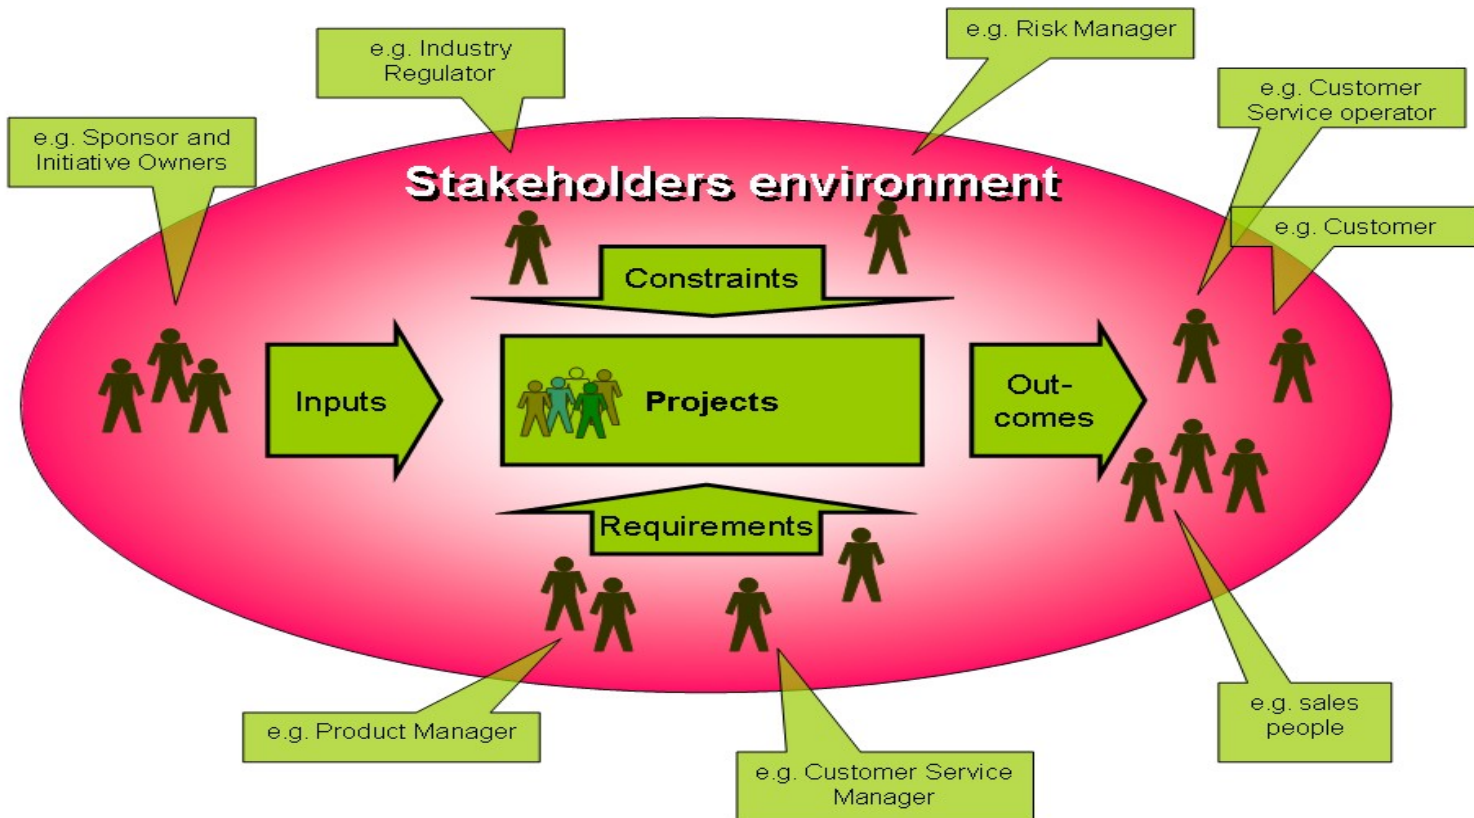 e.g. Industry
Regulator
e.g. Risk Manager
e.g. Customer
Service operator
e.g. Sponsor and
Initiative Owners
Stakeholders environment
e.g. Customer
Constraints
Inputs
Projects
Out-
comes
Requirements
e.g. Product Manager
e.g. Customer Service
Manager
e.g. sales
people